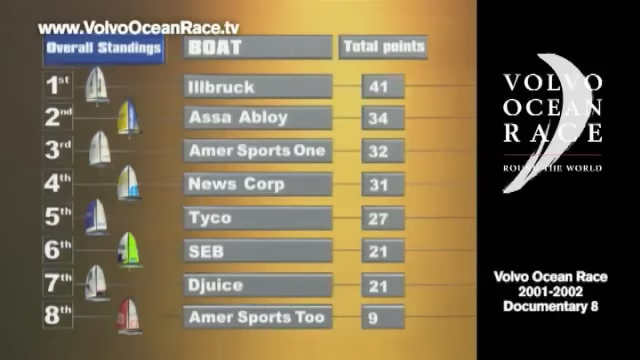 www.VolvoOceanRace.tv
Overall Standings BOAT Total points
1st Illbruck 41
2nd Assa Abloy 34
3rd Amer Sports One 32
4th News Corp 31
5th Tyco 27
6th SEB 21
7th Djuice 21
8th Amer Sports Too 9
VOLVO
OCEAN
RACE
ROUND THE WORLD
Volvo Ocean Race
2001-2002
Documentary 8